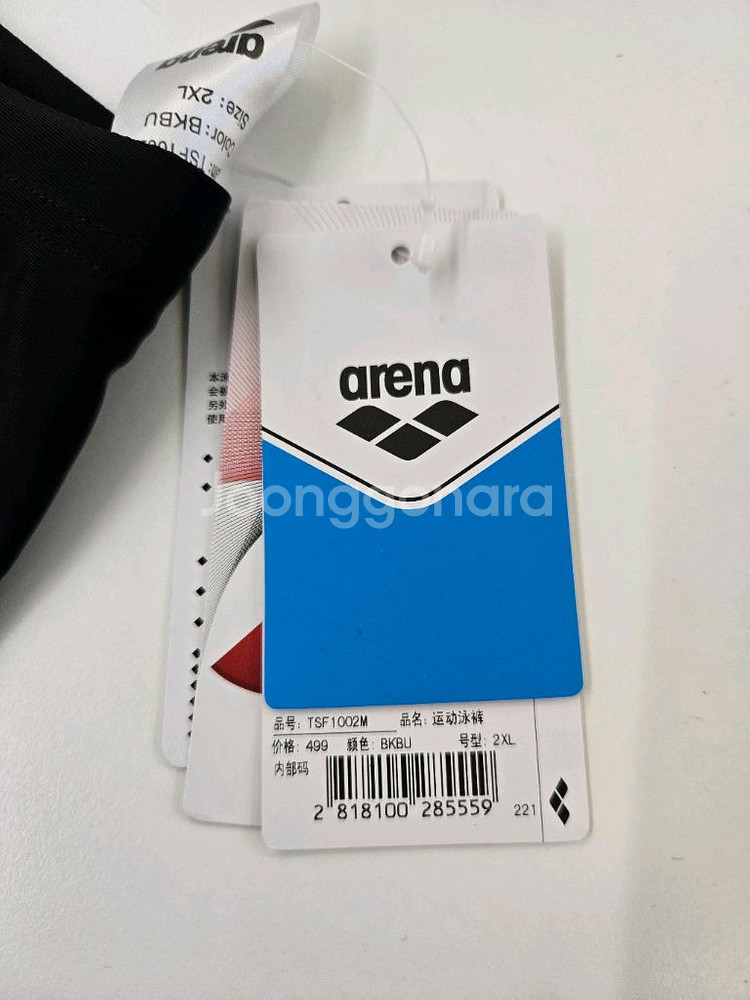 arena
Size: 2XL
Color: BKBU
arena
Joonggonara
品号: TSF1002M 品名: 运动泳裤
价格: 499 颜色: BKBU 号型: 2XL
内部码
2 818100 285559
221